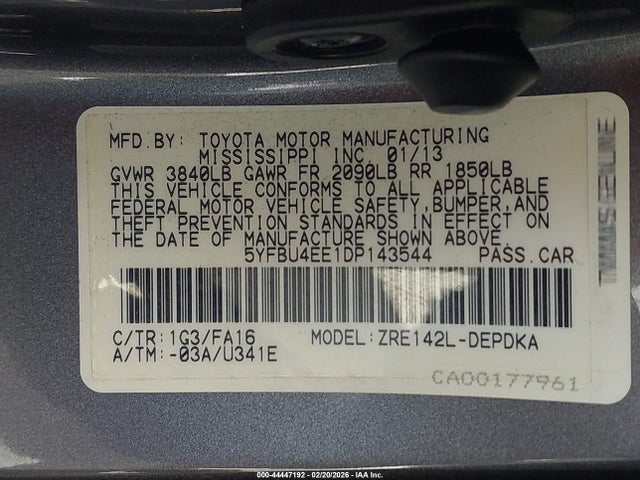 MFD.BY: TOYOTA MOTOR MANUFACTURING
MISSISSIPPI INC. 01/13
GVWR 3840LB GAWR FR 2090LB RR 1850LB
THIS VEHICLE CONFORMS TO ALL APPLICABLE
FEDERAL MOTOR VEHICLE SAFETY,BUMPER,AND
THEFT PREVENTION STANDARDS IN EFFECT ON
THE DATE OF MANUFACTURE SHOWN ABOVE.
5YFBU4EE1DP143544 PASS.CAR
C/TR:1G3/FA16 MODEL:ZRE142L-DEPDKA
A/TM:-03A/U341E
CA00177961
000-44447192 - 02/20/2026 - IAA Inc.